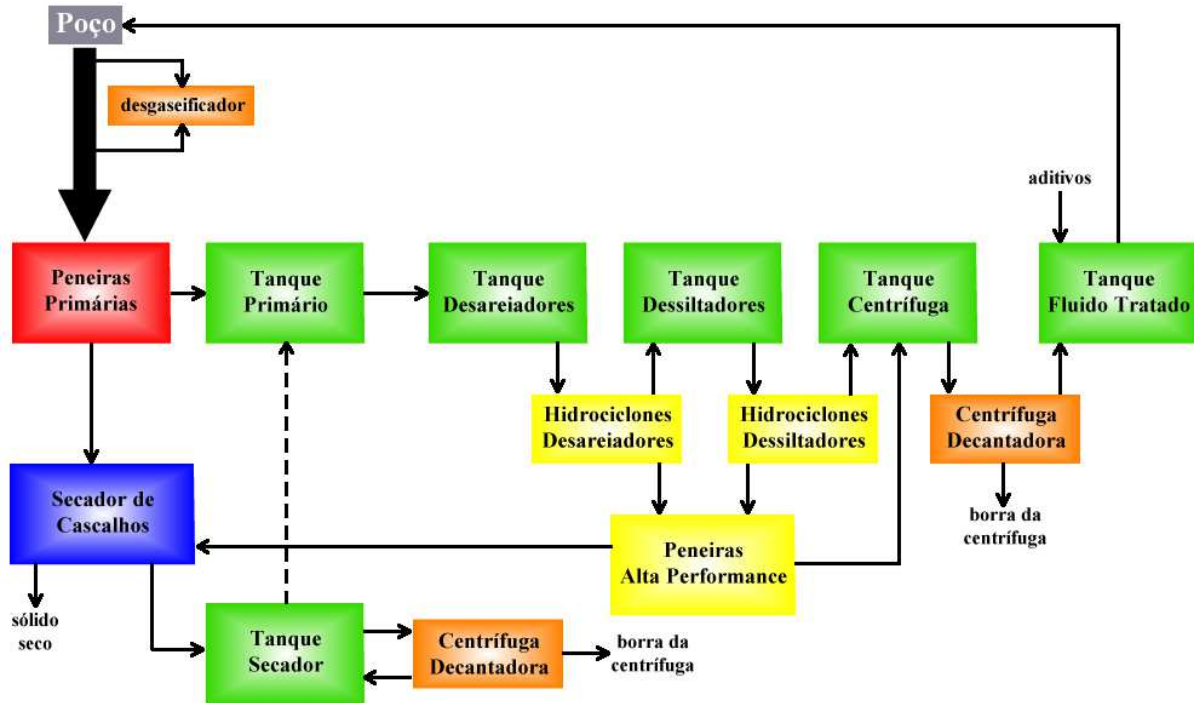 Poço
desgaseificador
aditivos
Peneiras
Primárias
Tanque
Primário
Tanque
Desareiadores
Tanque
Dessiltadores
Tanque
Centrífuga
Tanque
Fluido Tratado
Hidrociclones
Desareiadores
Hidrociclones
Dessiltadores
Centrífuga
Decantadora
Secador de
Cascalhos
borra da
centrífuga
Peneiras
Alta Performance
sólido
seco
Tanque
Secador
Centrífuga
Decantadora
borra da
centrífuga